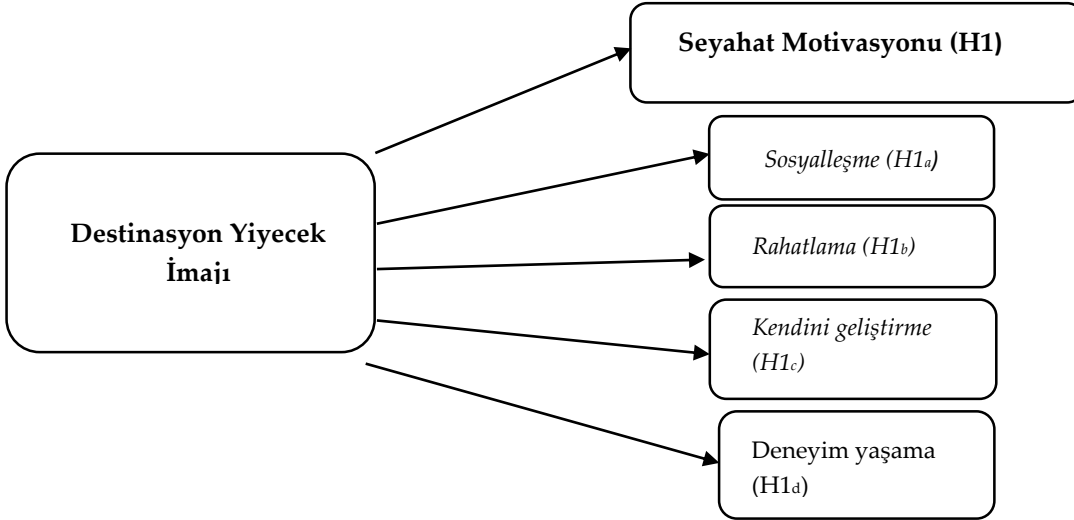 Seyahat Motivasyonu (H1)
Sosyalleşme (H1a)
Destinasyon Yiyecek
İmajı
Rahatlama (H1b)
Kendini geliştirme
(H1c)
Deneyim yaşama
(H1d)